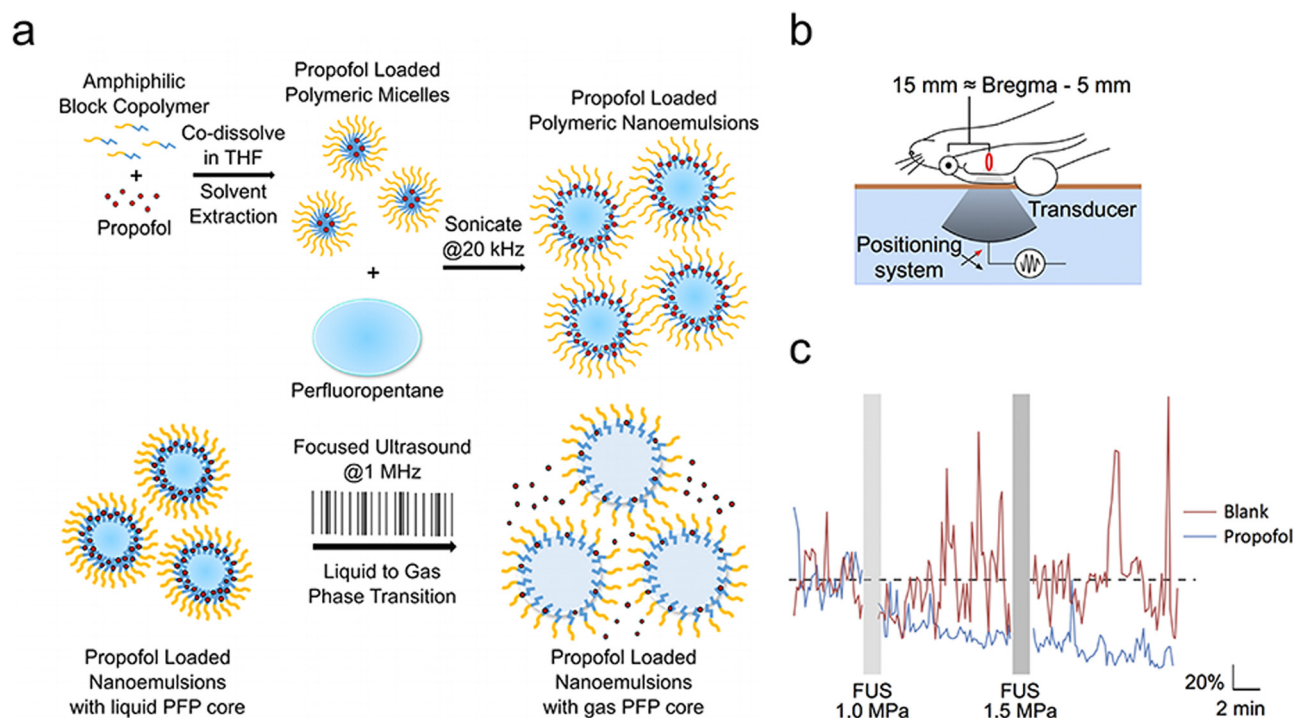 a
Amphiphilic
Block Copolymer
+
Propofol
Co-dissolve
in THF
Solvent
Extraction
Propofol Loaded
Polymeric Micelles
+
Perfluoropentane
Sonicate
@20 kHz
Propofol Loaded
Polymeric Nanoemulsions
Focused Ultrasound
@1 MHz
Liquid to Gas
Phase Transition
Propofol Loaded
Nanoemulsions
with liquid PFP core
Propofol Loaded
Nanoemulsions
with gas PFP core
b
15 mm ≈ Bregma - 5 mm
Transducer
Positioning
system
c
Blank
Propofol
FUS
1.0 MPa
FUS
1.5 MPa
20%
2 min